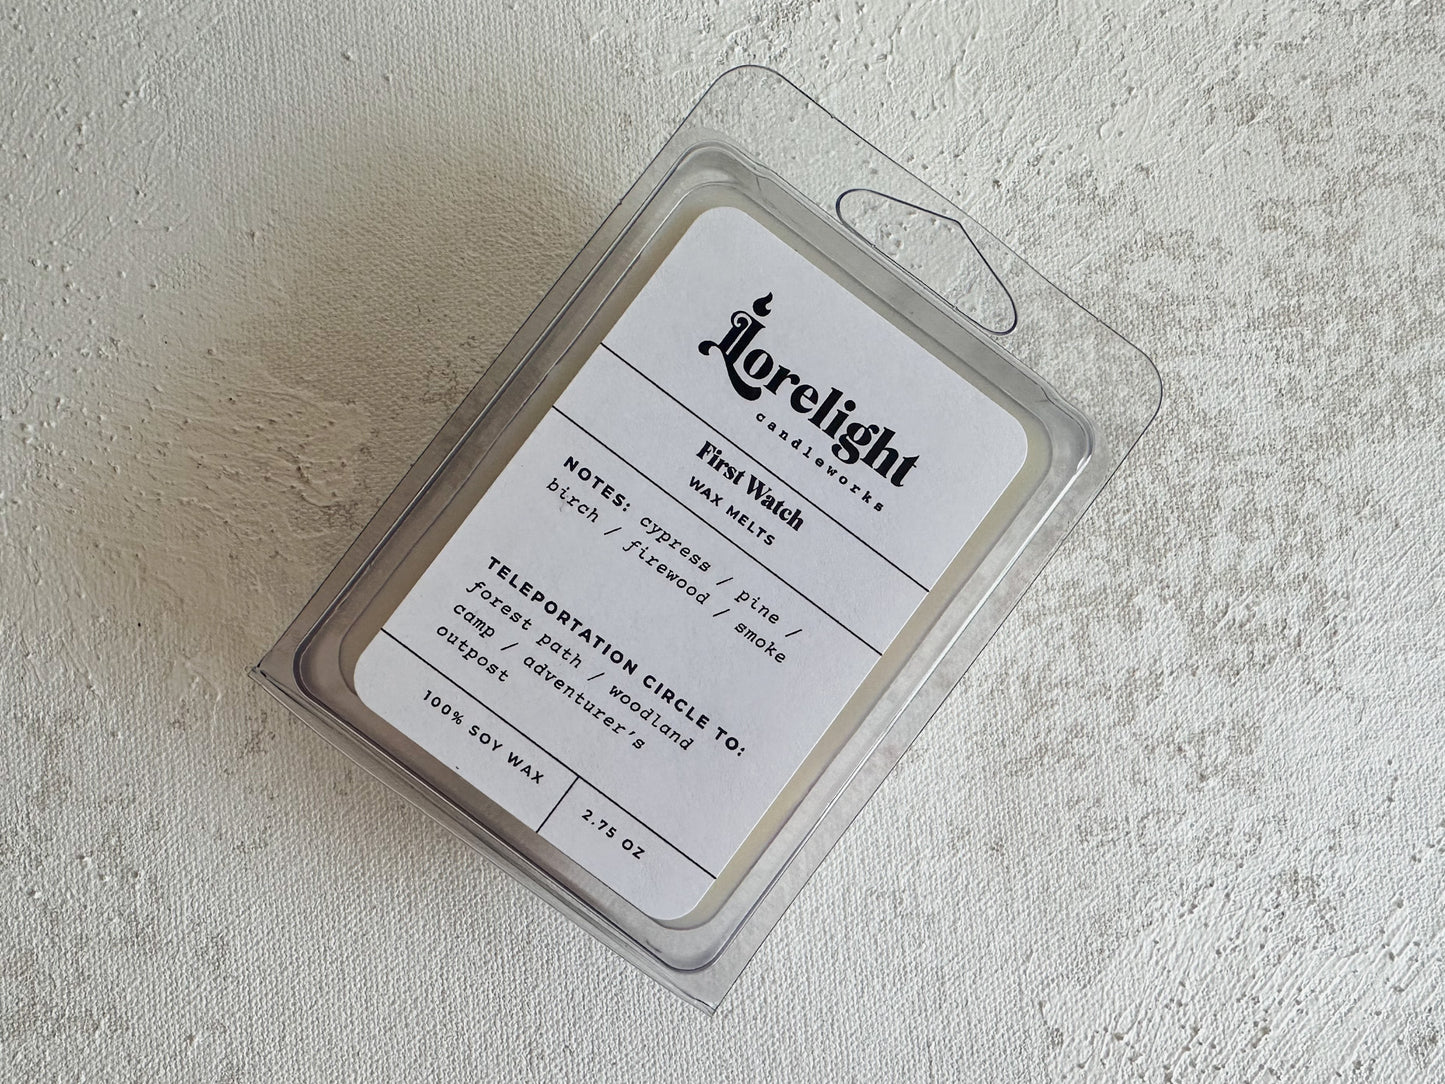 Lorelight
candleworks
First Watch
WAX MELTS
NOTES: cypress / pine /
birch / firewood / smoke
TELEPORTATION CIRCLE TO:
forest path / woodland
camp / adventurer's
outpost
100% SOY WAX
2.75 OZ